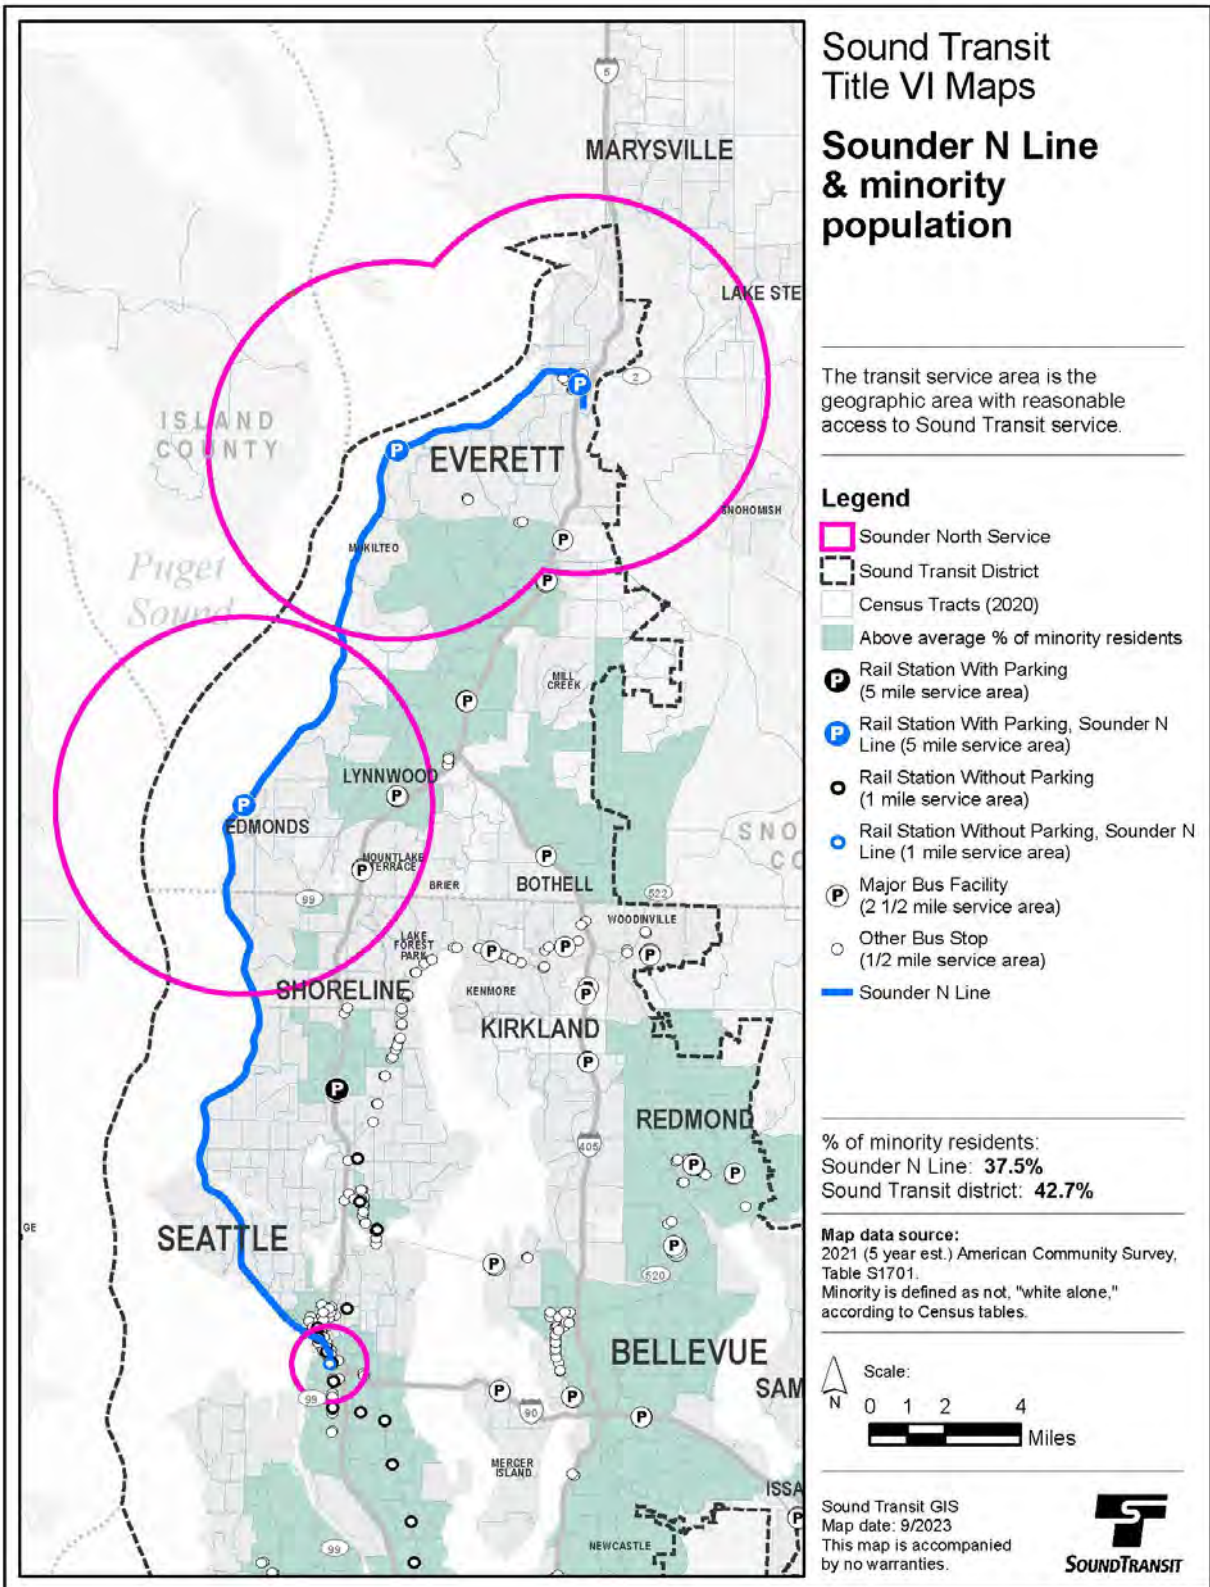 Sound Transit
Title VI Maps
Sounder N Line
& minority
population
The transit service area is the
geographic area with reasonable
access to Sound Transit service.
Legend
Sounder North Service
Sound Transit District
Census Tracts (2020)
Above average % of minority residents
P
Rail Station With Parking
(5 mile service area)
P
Rail Station With Parking, Sounder N
Line (5 mile service area)
Rail Station Without Parking
(1 mile service area)
Rail Station Without Parking, Sounder N
Line (1 mile service area)
P
Major Bus Facility
(2 1/2 mile service area)
Other Bus Stop
(1/2 mile service area)
Sounder N Line
% of minority residents:
Sounder N Line: 37.5%
Sound Transit district: 42.7%
Map data source:
2021 (5 year est.) American Community Survey,
Table S1701.
Minority is defined as not, "white alone,"
according to Census tables.
N
Scale:
0 1 2 4
Miles
Sound Transit GIS
Map date: 9/2023
This map is accompanied
by no warranties.
SOUNDTRANSIT
5
MARYSVILLE
LAKE STE
2
P
ISLAND
COUNTY
P
EVERETT
SNOHOMISH
P
MUKILTEO
Puget
Sound
P
MILL
CREEK
P
LYNNWOOD
P
P
EDMONDS
SNO
CO
MOUNTLAKE
TERRACE
P
P
BRIER
BOTHELL
99
522
WOODINVILLE
LAKE
FOREST
PARK
P
P
P
SHORELINE
KENMORE
P
KIRKLAND
P
P
REDMOND
405
P
P
GE
SEATTLE
P
P
520
BELLEVUE
SAM
99
P
P
90
P
MERCER
ISLAND
ISSA
P
99
NEWCASTLE